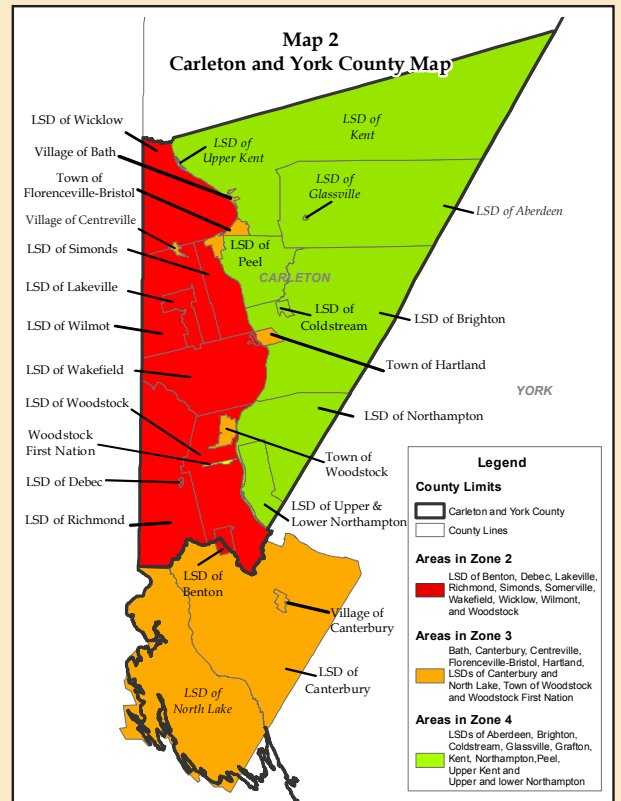 Map 2
Carleton and York County Map
LSD of Wicklow
Village of Bath
Town of
Florenceville-Bristol
Village of Centreville
LSD of Simonds
LSD of Lakeville
LSD of Wilmot
LSD of Wakefield
LSD of Woodstock
Woodstock
First Nation
LSD of Debec
LSD of Richmond
LSD of
Upper Kent
LSD of
Kent
LSD of
Glassville
LSD of Aberdeen
LSD of
Peel
CARLETON
LSD of
Coldstream
LSD of Brighton
Town of Hartland
YORK
LSD of Northampton
Town of
Woodstock
LSD of Upper &
Lower Northampton
LSD of
Benton
Village of
Canterbury
LSD of
Canterbury
LSD of
North Lake
Legend
County Limits
Carleton and York County
County Lines
Areas in Zone 2
LSD of Benton, Debec, Lakeville,
Richmond, Simonds, Somerville,
Wakefield, Wicklow, Wilmont,
and Woodstock
Areas in Zone 3
Bath, Canterbury, Centreville,
Florenceville-Bristol, Hartland,
LSDs of Canterbury and
North Lake, Town of Woodstock
and Woodstock First Nation
Areas in Zone 4
LSDs of Aberdeen, Brighton,
Coldstream, Glassville, Grafton,
Kent, Northampton,Peel,
Upper Kent and
Upper and lower Northampton